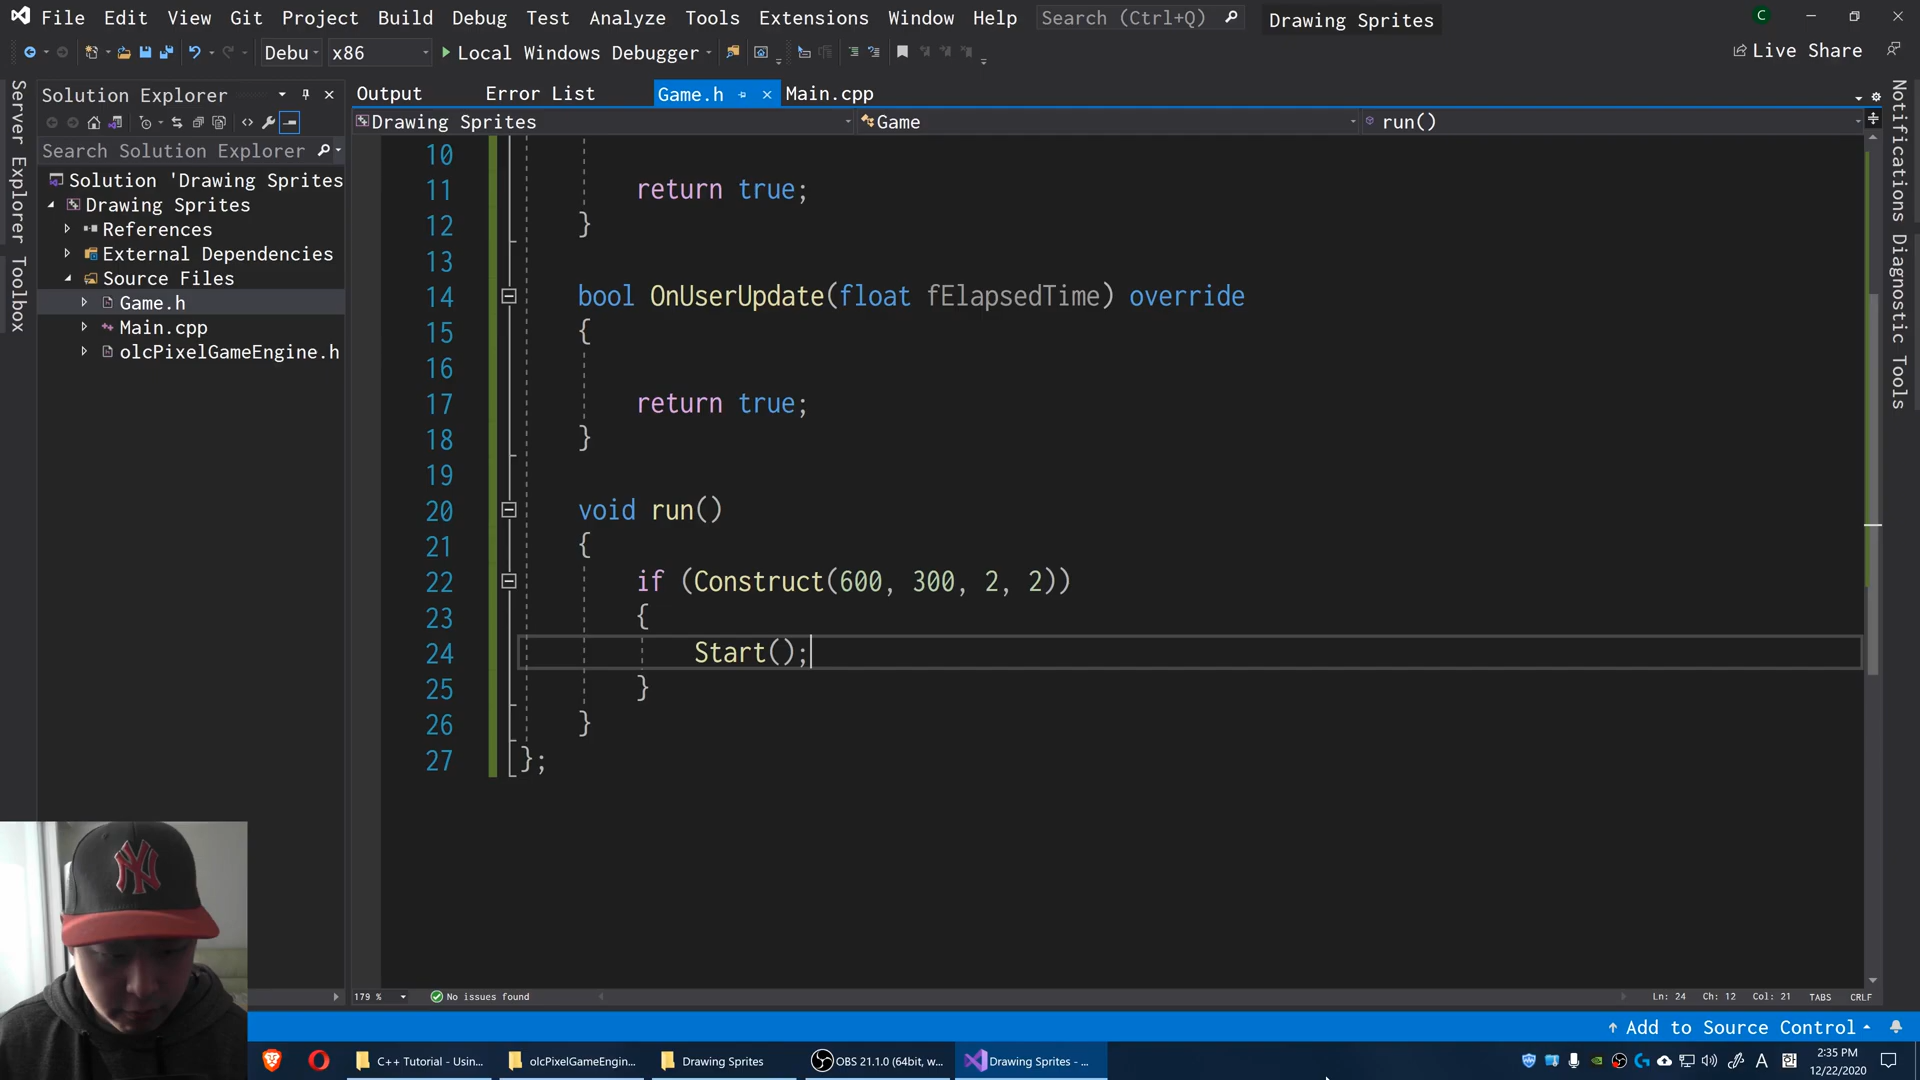 File Edit View Git Project Build Debug Test Analyze Tools Extensions Window Help Search (Ctrl+Q) Drawing Sprites C
Debu x86 Local Windows Debugger Live Share
Server Explorer
Toolbox
Solution Explorer
Search Solution Explorer
Solution 'Drawing Sprites
Drawing Sprites
References
External Dependencies
Source Files
Game.h
Main.cpp
olcPixelGameEngine.h
Output Error List Game.h Main.cpp
Drawing Sprites Game run()
10
11 return true;
12 }
13
14 bool OnUserUpdate(float fElapsedTime) override
15 {
16
17 return true;
18 }
19
20 void run()
21 {
22 if (Construct(600, 300, 2, 2))
23 {
24 Start();
25 }
26 }
27 };
Notifications
Diagnostic Tools
NY
179 % No issues found Ln: 24 Ch: 12 Col: 21 TABS CRLF
Add to Source Control
C++ Tutorial - Usin... olcPixelGameEngin... Drawing Sprites OBS 21.1.0 (64bit, w... Drawing Sprites - ... A 한 2:35 PM
12/22/2020